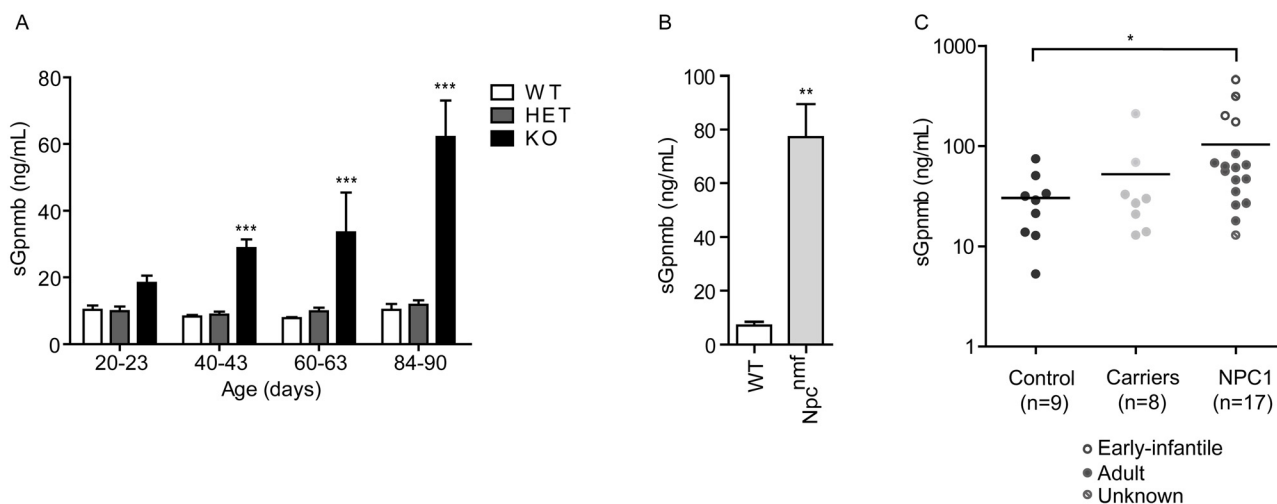 A
sGpnmb (ng/mL)
80
60
40
20
0
***
***
***
20-23
40-43
60-63
84-90
Age (days)
WT
HET
KO
B
sGpnmb (ng/mL)
100
80
60
40
20
0
**
WT
Npcnmf
C
sGpnmb (ng/mL)
1000
100
10
1
*
Control
(n=9)
Carriers
(n=8)
NPC1
(n=17)
Early-infantile
Adult
Unknown